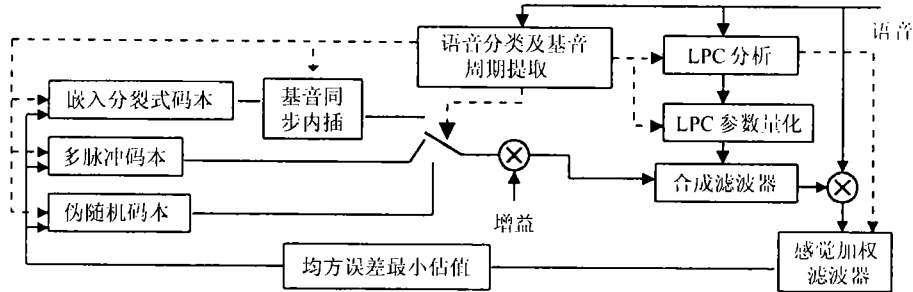 语音
语音分类及基音
周期提取
LPC 分析
嵌入分裂式码本
基音同
步内插
LPC 参数量化
多脉冲码本
合成滤波器
伪随机码本
增益
均方误差最小估值
感觉加权
滤波器